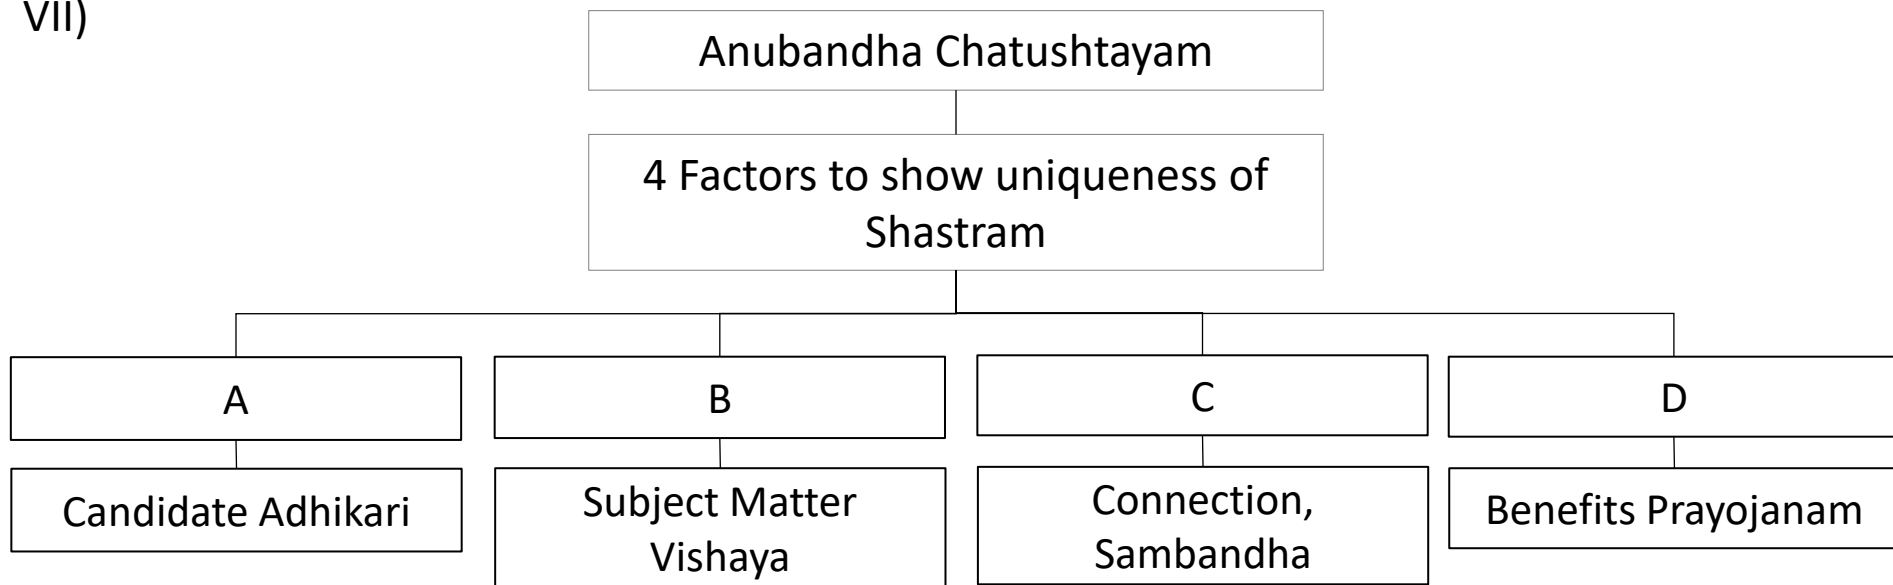 VII)
Anubandha Chatushtayam
4 Factors to show uniqueness of
Shastram
A
B
C
D
Candidate Adhikari
Subject Matter
Vishaya
Connection,
Sambandha
Benefits Prayojanam